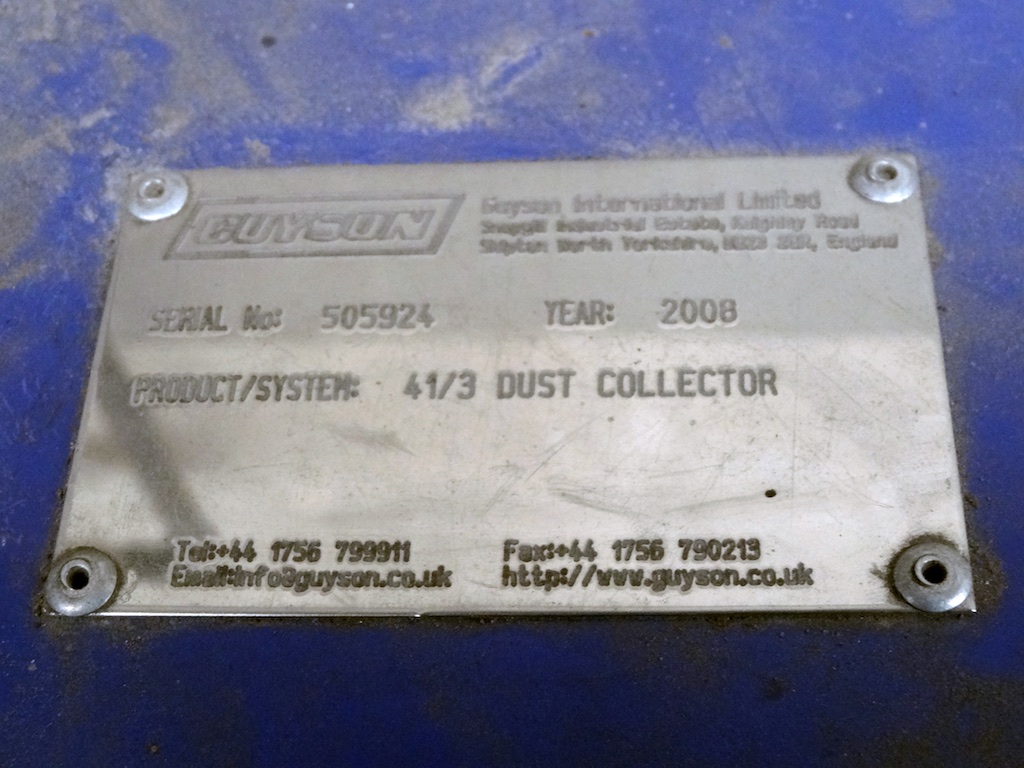 GUYSON
Guyson International Limited
Snaygill Industrial Estate, Keighley Road
Skipton North Yorkshire, England
SERIAL No: 505924 YEAR: 2008
PRODUCT/SYSTEM: 41/3 DUST COLLECTOR
Tel:+44 1756 799911 Fax:+44 1756 790213
Email:info@guyson.co.uk http://www.guyson.co.uk